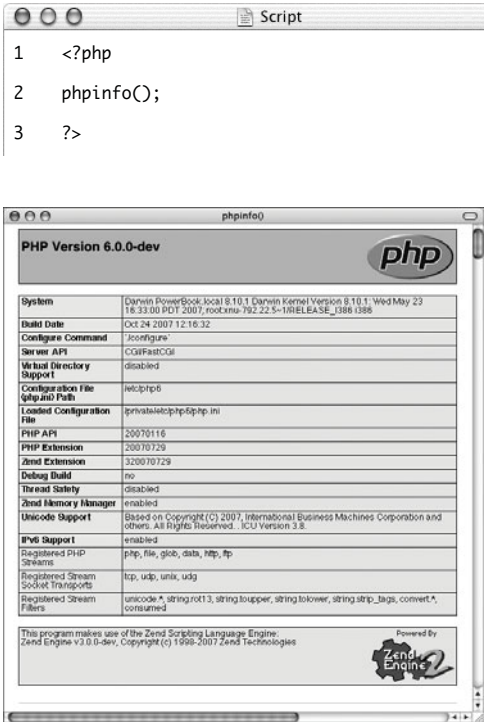 Script
1 <?php
2 phpinfo();
3 ?>
phpinfo()
PHP Version 6.0.0-dev
php
System Darwin PowerBook.local 8.10.1 Darwin Kernel Version 8.10.1: Wed May 23
16:33:00 PDT 2007; root:xnu-792.22.5~1/RELEASE_I386 i386
Build Date Oct 24 2007 12:16:32
Configure Command './configure'
Server API CGI/FastCGI
Virtual Directory disabled
Support
Configuration File /etc/php6
(php.ini) Path
Loaded Configuration /private/etc/php6/php.ini
File
PHP API 20070116
PHP Extension 20070729
Zend Extension 320070729
Debug Build no
Thread Safety disabled
Zend Memory Manager enabled
Unicode Support Based on Copyright (C) 2007, International Business Machines Corporation and
others. All Rights Reserved. . ICU Version 3.8.
IPv6 Support enabled
Registered PHP php, file, glob, data, http, ftp
Streams
Registered Stream tcp, udp, unix, udg
Socket Transports
Registered Stream unicode.*, string.rot13, string.toupper, string.tolower, string.strip_tags, convert.*,
Filters consumed
This program makes use of the Zend Scripting Language Engine:
Zend Engine v3.0.0-dev, Copyright (c) 1998-2007 Zend Technologies
Powered By
Zend
Engine 2